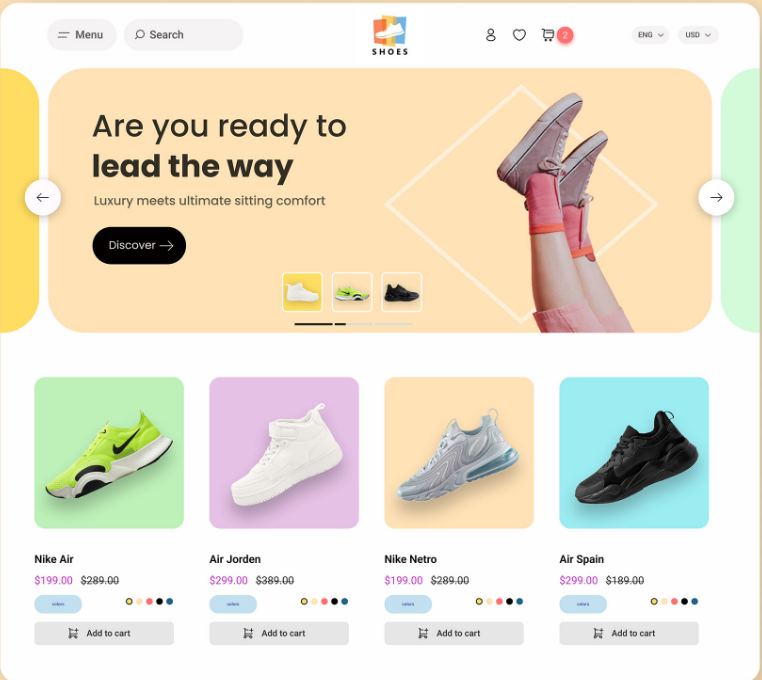 Menu
Search
SHOES
2
ENG
USD
Are you ready to
lead the way
Luxury meets ultimate sitting comfort
Discover
Nike Air
$199.00 $289.00
colors
Add to cart
Air Jorden
$299.00 $389.00
colors
Add to cart
Nike Netro
$199.00 $289.00
colors
Add to cart
Air Spain
$299.00 $189.00
colors
Add to cart